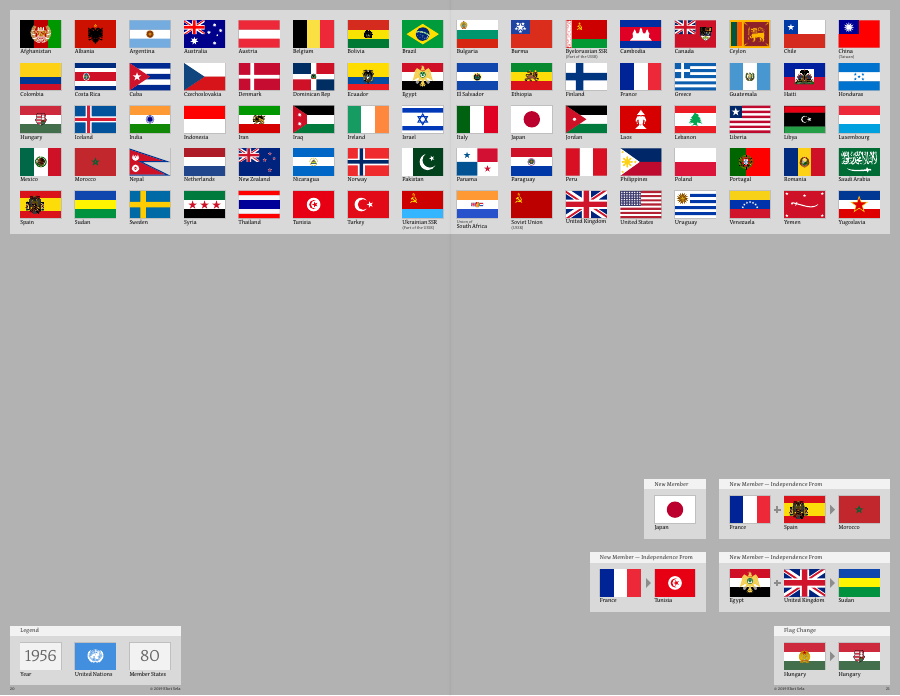 Afghanistan Albania Argentina Australia Austria Belgium Bolivia Brazil Bulgaria Burma Byelorussian SSR Cambodia Canada Ceylon Chile China
(Part of the USSR) (Taiwan)
Colombia Costa Rica Cuba Czechoslovakia Denmark Dominican Rep Ecuador Egypt El Salvador Ethiopia Finland France Greece Guatemala Haiti Honduras
Hungary Iceland India Indonesia Iran Iraq Ireland Israel Italy Japan Jordan Laos Lebanon Liberia Libya Luxembourg
Mexico Morocco Nepal Netherlands New Zealand Nicaragua Norway Pakistan Panama Paraguay Peru Philippines Poland Portugal Romania Saudi Arabia
Spain Sudan Sweden Syria Thailand Tunisia Turkey Ukrainian SSR Union of South Africa Soviet Union United Kingdom United States Uruguay Venezuela Yemen Yugoslavia
(Part of the USSR) (USSR)
New Member
Japan
New Member — Independence From
France Spain Morocco
New Member — Independence From
France Tunisia
New Member — Independence From
Egypt United Kingdom Sudan
Legend
1956 80
Year United Nations Member States
Flag Change
Hungary Hungary